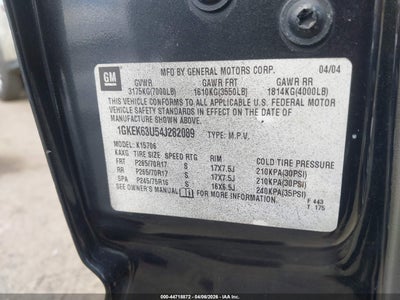 GM
MFD BY GENERAL MOTORS CORP. 04/04
GVWR GAWR FRT GAWR RR
3175KG(7000LB) 1610KG(3550LB) 1814KG(4000LB)
THIS VEHICLE CONFORMS TO ALL APPLICABLE U.S. FEDERAL MOTOR
VEHICLE SAFETY STANDARDS IN EFFECT ON THE DATE OF
MANUFACTURE SHOWN ABOVE.
1GKEK63U54J282089 TYPE: M.P.V.
MODEL: K15706
TIRE SIZE SPEED RTG RIM COLD TIRE PRESSURE
FRT P265/70R17 S 17X7.5J 210KPA(30PSI)
RR P265/70R17 S 17X7.5J 210KPA(30PSI)
SPA P245/75R16 S 16X6.5J 240KPA(35PSI)
SEE OWNER'S MANUAL FOR MORE INFORMATION.
F 443
T 175
© IAAI-44718872 - 04/06/2026 - 11:22